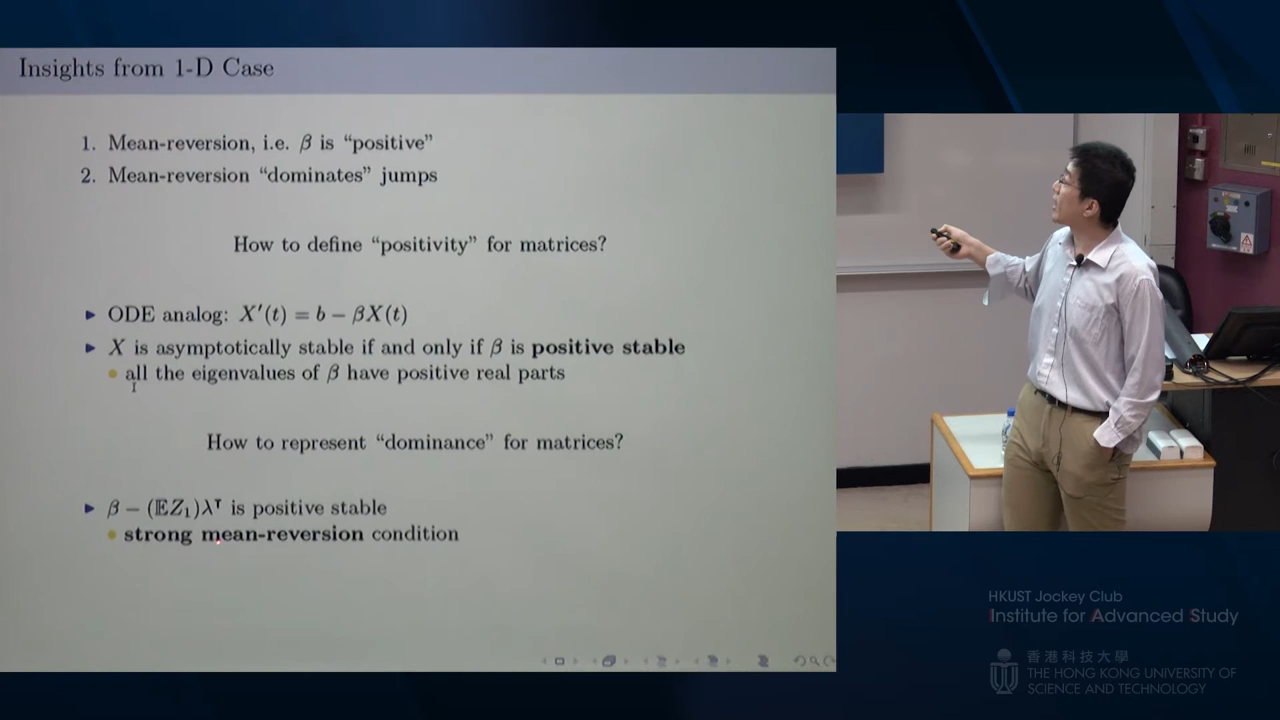 Insights from 1-D Case
1. Mean-reversion, i.e. β is “positive”
2. Mean-reversion “dominates” jumps
How to define “positivity” for matrices?
ODE analog: X′(t) = b − βX(t)
X is asymptotically stable if and only if β is positive stable
all the eigenvalues of β have positive real parts
How to represent “dominance” for matrices?
β − (𝔼Z₁)λᵀ is positive stable
strong mean-reversion condition
HKUST Jockey Club
Institute for Advanced Study
香港科技大學
THE HONG KONG UNIVERSITY OF
SCIENCE AND TECHNOLOGY